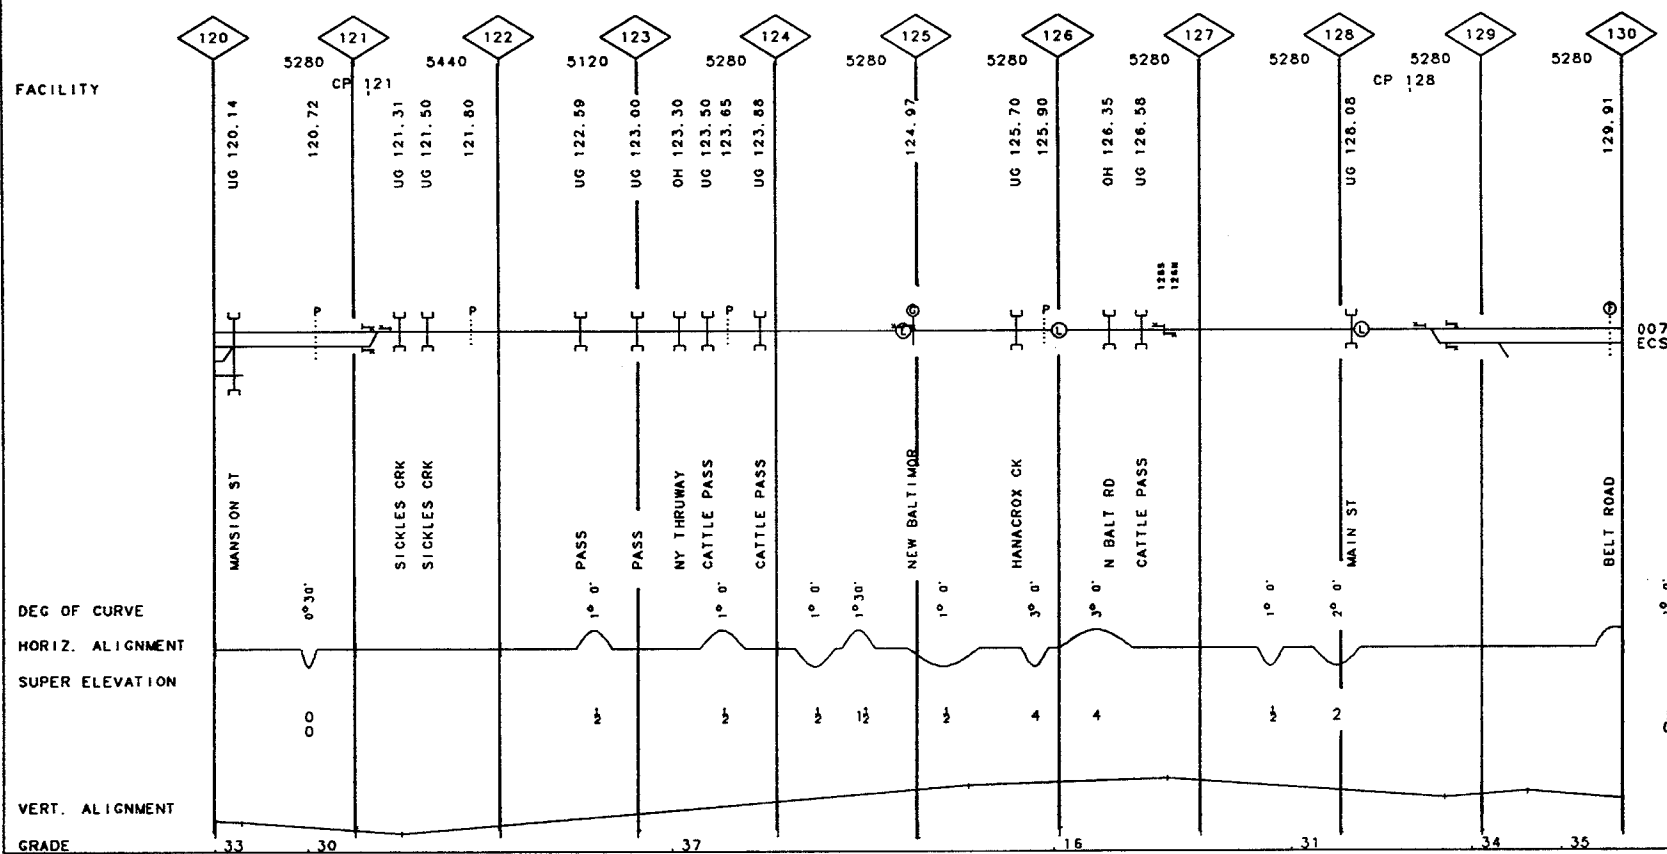 120 121 122 123 124 125 126 127 128 129 130
5280 5440 5120 5280 5280 5280 5280 5280 5280 5280
FACILITY
CP 121
CP 128
UG 120.14
120.72
UG 121.31
UG 121.50
121.80
UG 122.59
UG 123.00
OH 123.30
UG 123.50
123.65
UG 123.88
124.97
UG 125.70
125.90
OH 126.35
UG 126.58
UG 128.08
129.91
126S
126N
P P P P
L L
007
ECS
MANSION ST
SICKLES CRK
SICKLES CRK
PASS
PASS
NY THRUWAY
CATTLE PASS
CATTLE PASS
NEW BALTIMOR
HANACROX CK
N BALT RD
CATTLE PASS
MAIN ST
BELT ROAD
DEG OF CURVE
0°30' 1° 0' 1° 0' 1° 0' 1°30' 1° 0' 3° 0' 3° 0' 1° 0' 2° 0' 1° 0'
HORIZ. ALIGNMENT
SUPER ELEVATION
0 ½ ½ ½ 1½ ½ 4 4 ½ 2
0
VERT. ALIGNMENT
GRADE .33 .30 .37 .16 .31 .34 .35